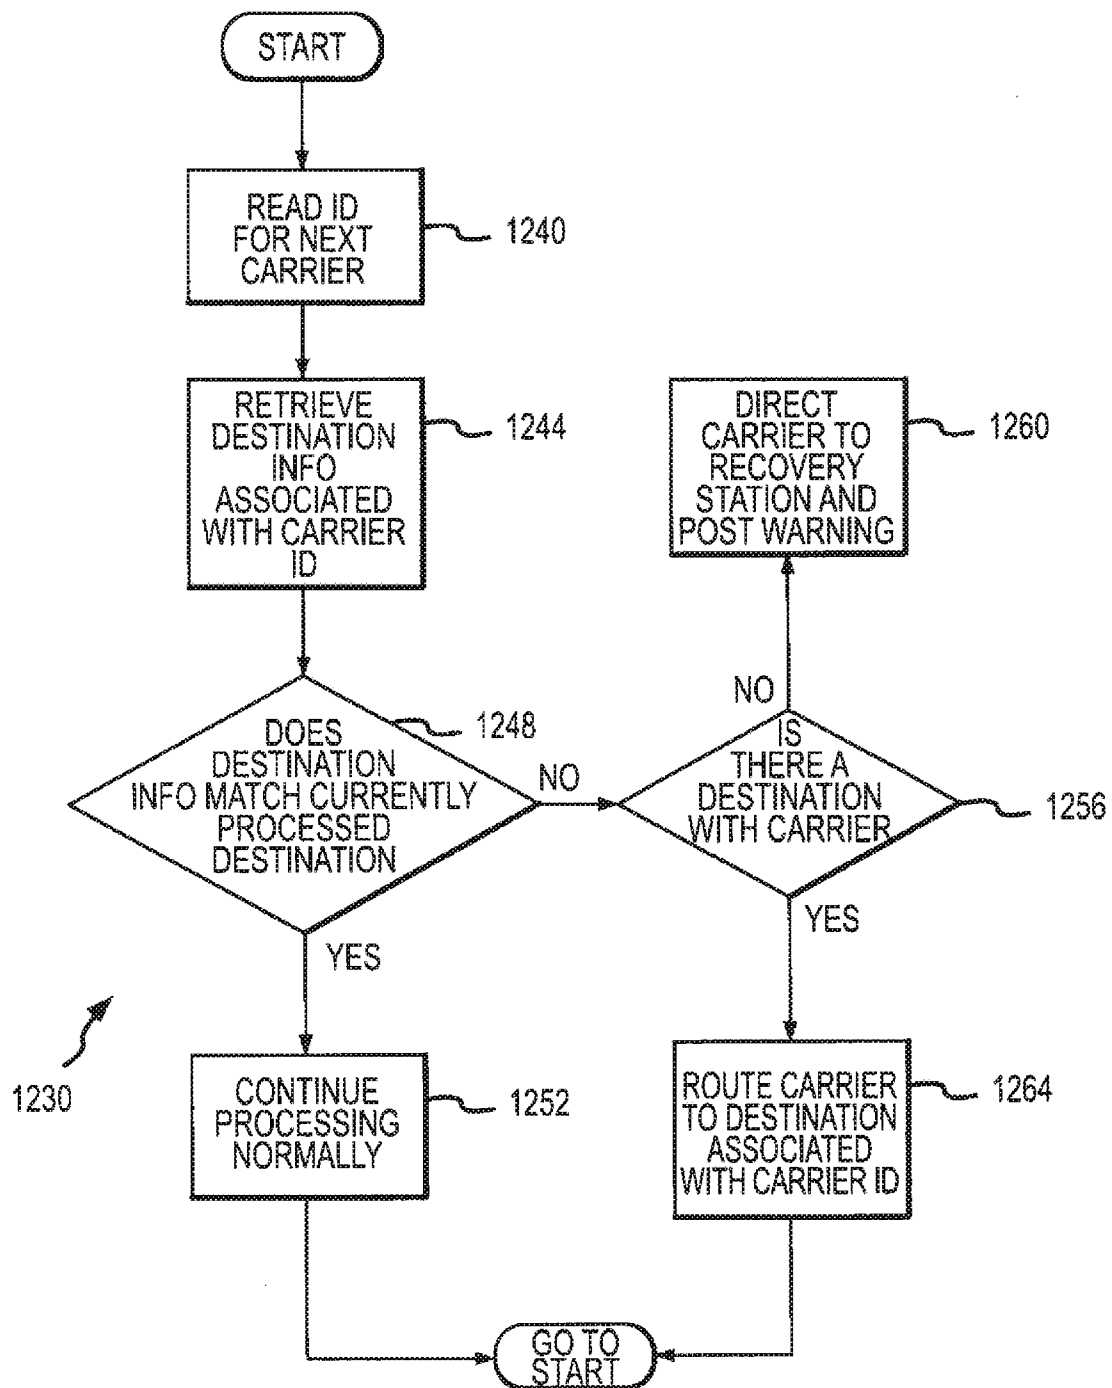 START
READ ID
FOR NEXT
CARRIER
1240
RETRIEVE
DESTINATION
INFO
ASSOCIATED
WITH CARRIER
ID
1244
DIRECT
CARRIER TO
RECOVERY
STATION AND
POST WARNING
1260
DOES
DESTINATION
INFO MATCH CURRENTLY
PROCESSED
DESTINATION
1248
NO
NO
IS
THERE A
DESTINATION
WITH CARRIER
1256
YES
YES
1230
CONTINUE
PROCESSING
NORMALLY
1252
ROUTE CARRIER
TO DESTINATION
ASSOCIATED
WITH CARRIER ID
1264
GO TO
START